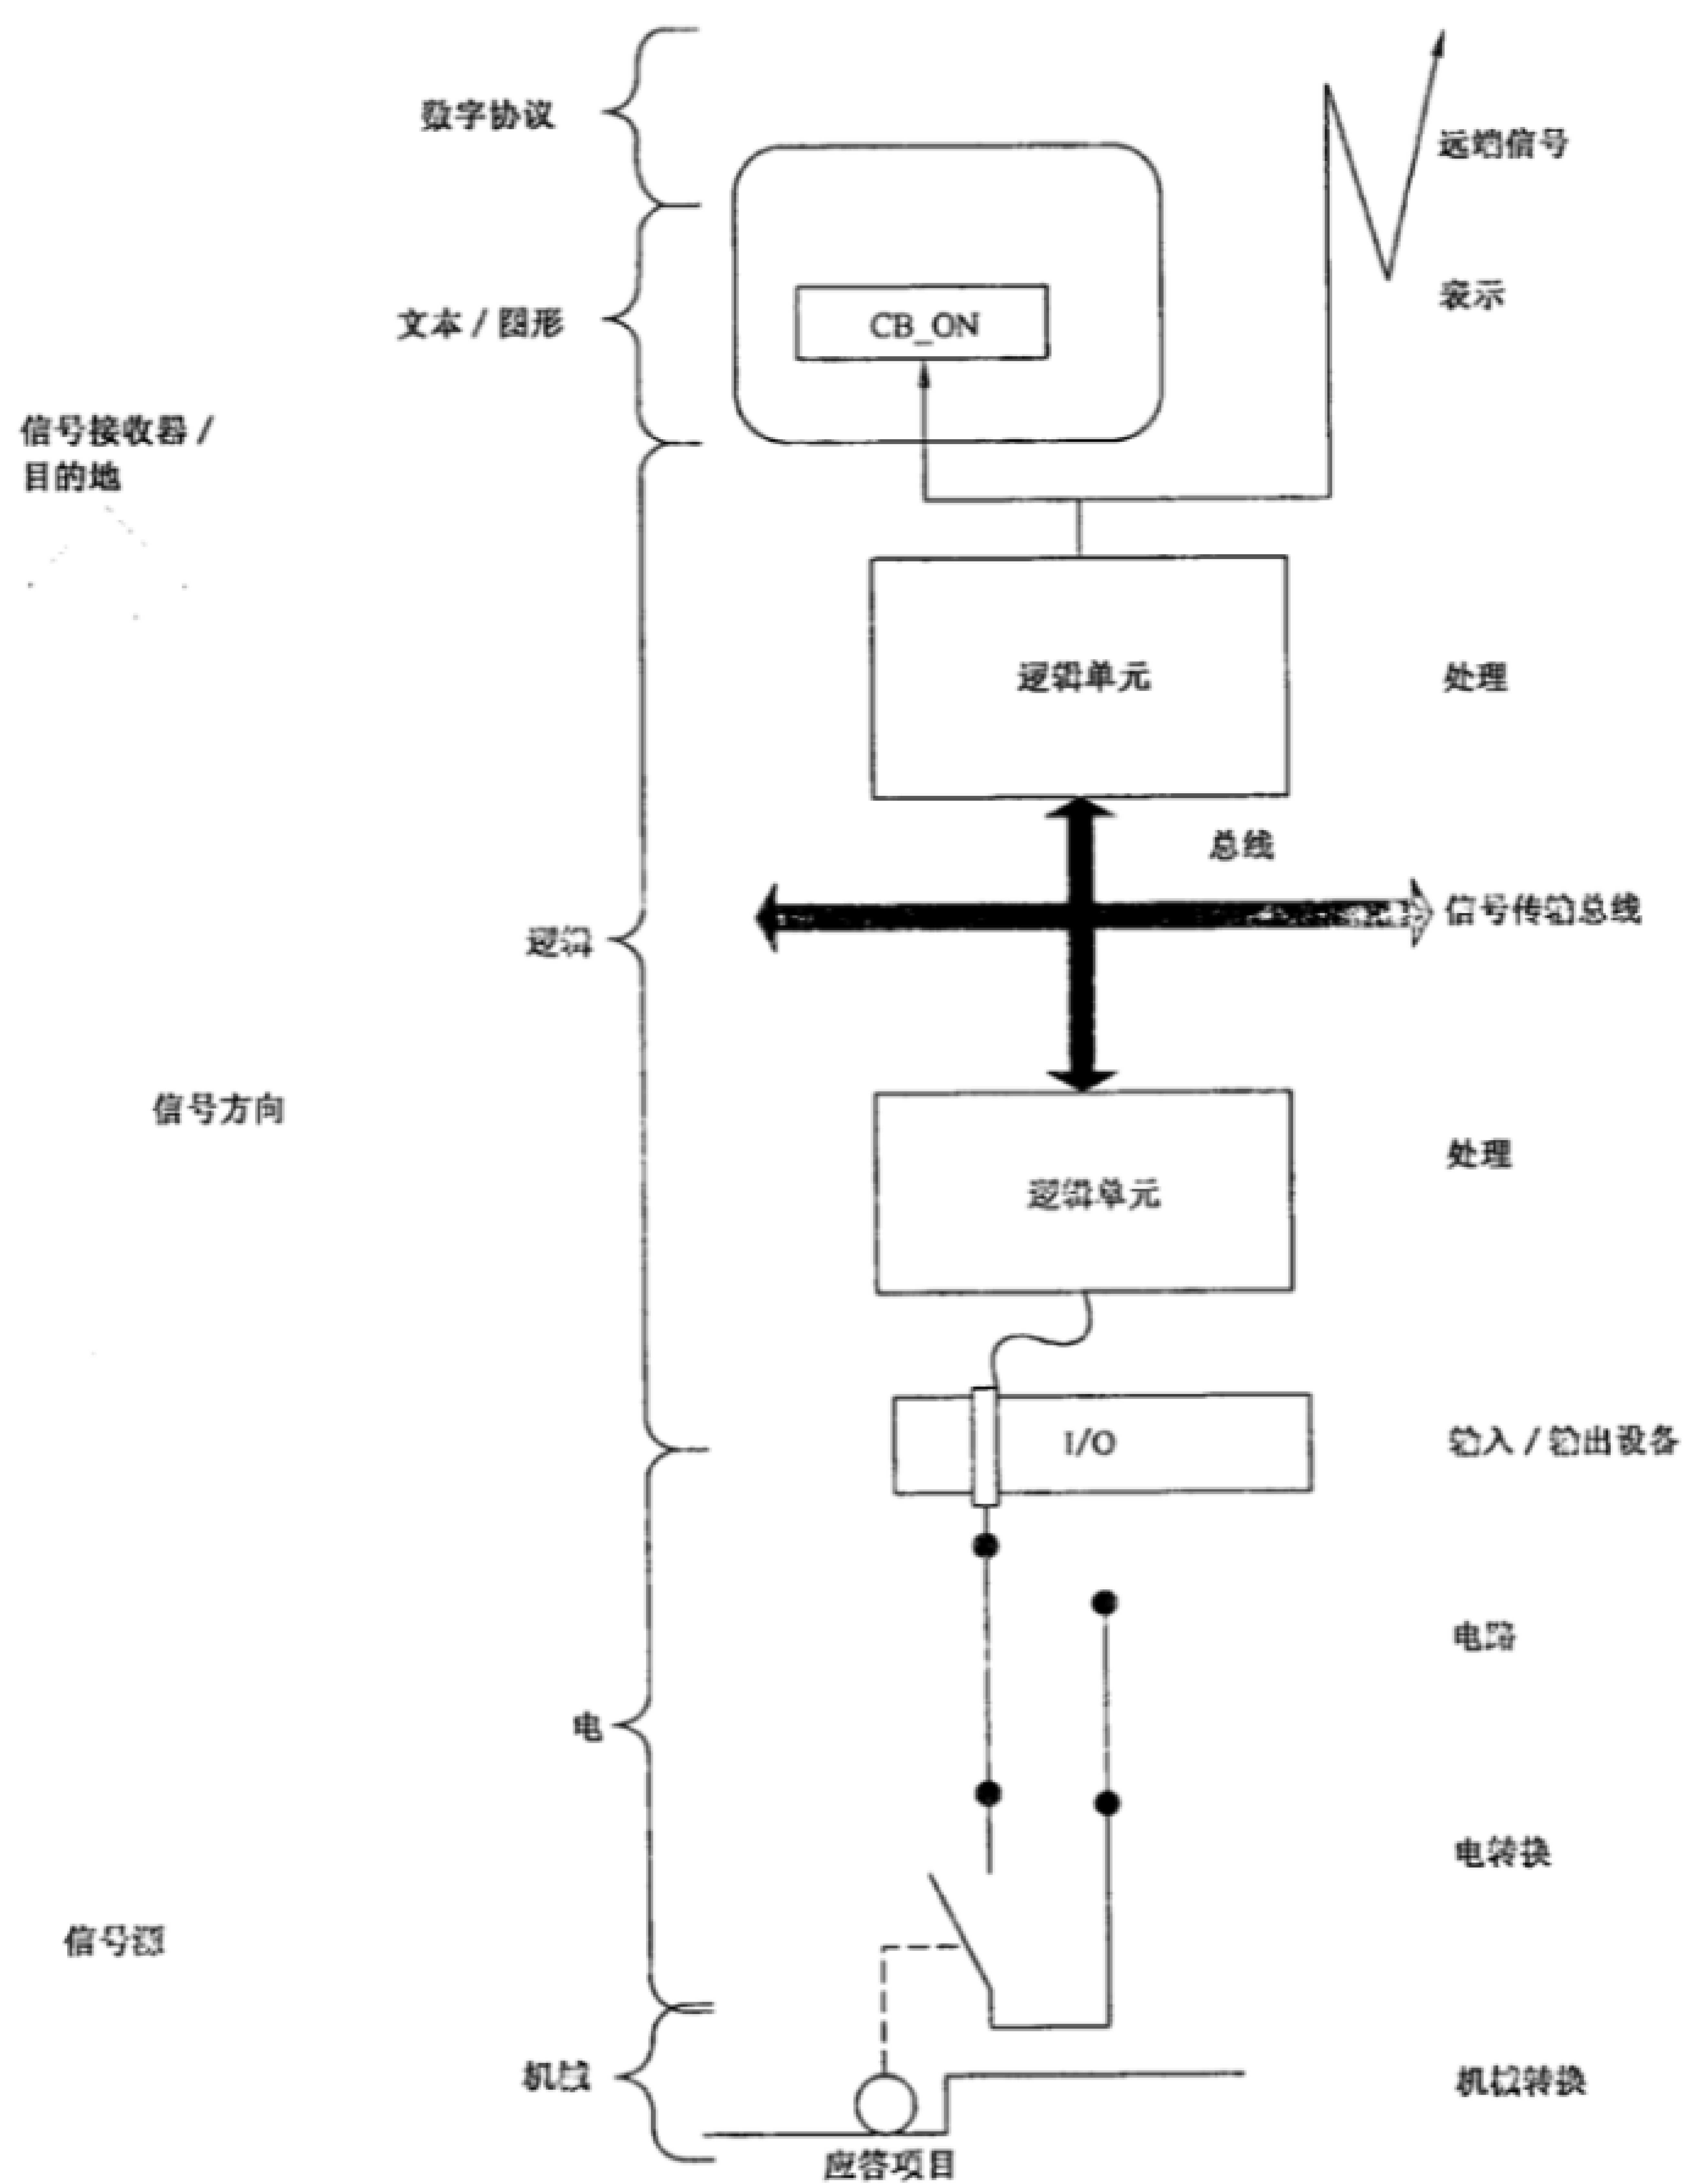 数字协议
远端信号
表示
文本 / 图形
CB_ON
信号接收器 /
目的地
逻辑单元
处理
总线
信号传输总线
逻辑
信号方向
处理
逻辑单元
I/O
输入 / 输出设备
电路
电
电转换
信号源
机械
机械转换
应答项目